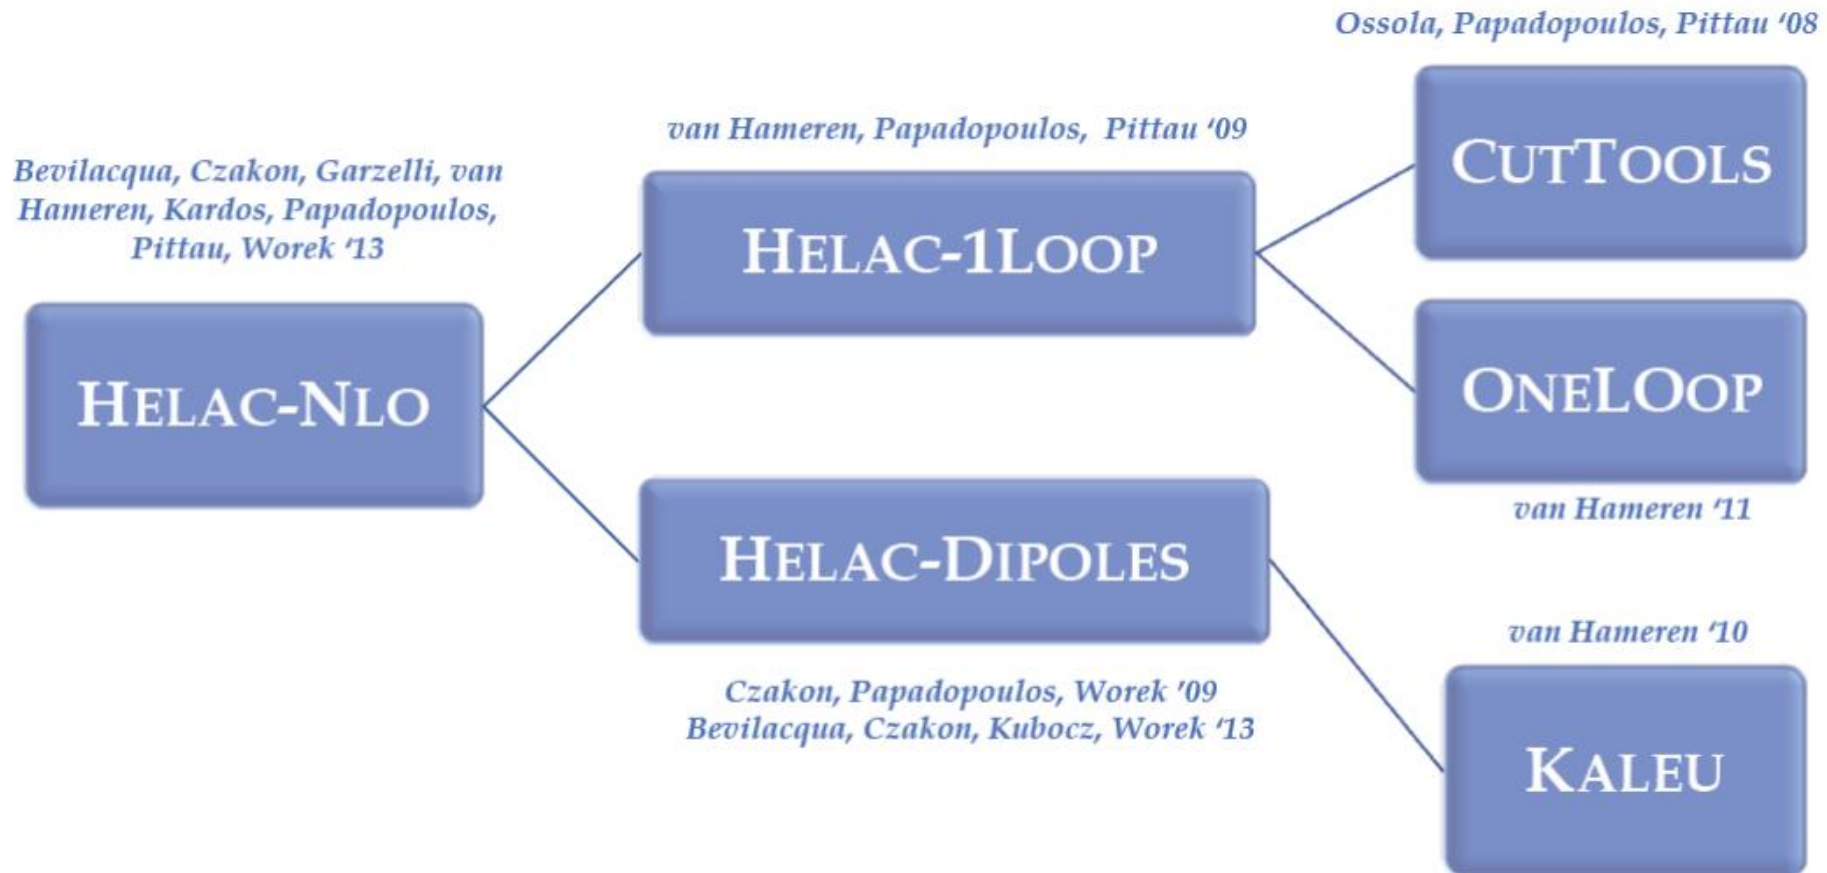 Ossola, Papadopoulos, Pittau ‘08
CUTTOOLS
van Hameren, Papadopoulos, Pittau ‘09
HELAC-1LOOP
Bevilacqua, Czakon, Garzelli, van
Hameren, Kardos, Papadopoulos,
Pittau, Worek ‘13
HELAC-NLO
ONELOOP
van Hameren ‘11
HELAC-DIPOLES
Czakon, Papadopoulos, Worek ’09
Bevilacqua, Czakon, Kubocz, Worek ‘13
van Hameren ‘10
KALEU